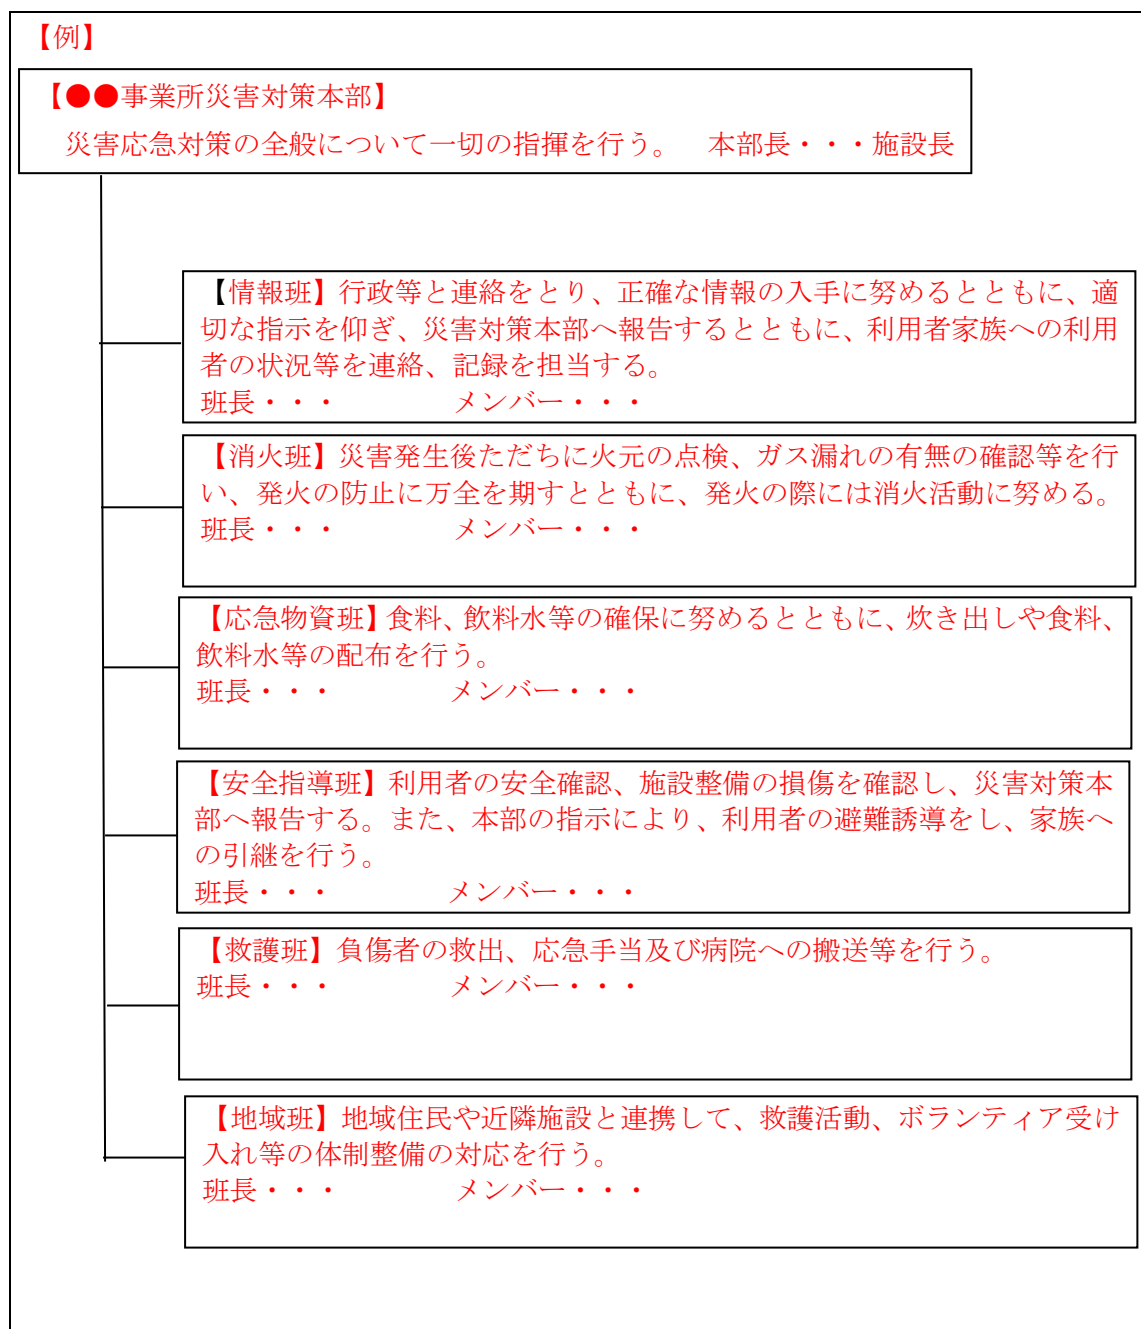 【例】
【●●事業所災害対策本部】
災害応急対策の全般について一切の指揮を行う。　本部長・・・施設長
【情報班】行政等と連絡をとり、正確な情報の入手に努めるとともに、適
切な指示を仰ぎ、災害対策本部へ報告するとともに、利用者家族への利用
者の状況等を連絡、記録を担当する。
班長・・・　　　　　メンバー・・・
【消火班】災害発生後ただちに火元の点検、ガス漏れの有無の確認等を行
い、発火の防止に万全を期すとともに、発火の際には消火活動に努める。
班長・・・　　　　　メンバー・・・
【応急物資班】食料、飲料水等の確保に努めるとともに、炊き出しや食料、
飲料水等の配布を行う。
班長・・・　　　　　メンバー・・・
【安全指導班】利用者の安全確認、施設整備の損傷を確認し、災害対策本
部へ報告する。また、本部の指示により、利用者の避難誘導をし、家族へ
の引継を行う。
班長・・・　　　　　メンバー・・・
【救護班】負傷者の救出、応急手当及び病院への搬送等を行う。
班長・・・　　　　　メンバー・・・
【地域班】地域住民や近隣施設と連携して、救護活動、ボランティア受け
入れ等の体制整備の対応を行う。
班長・・・　　　　　メンバー・・・